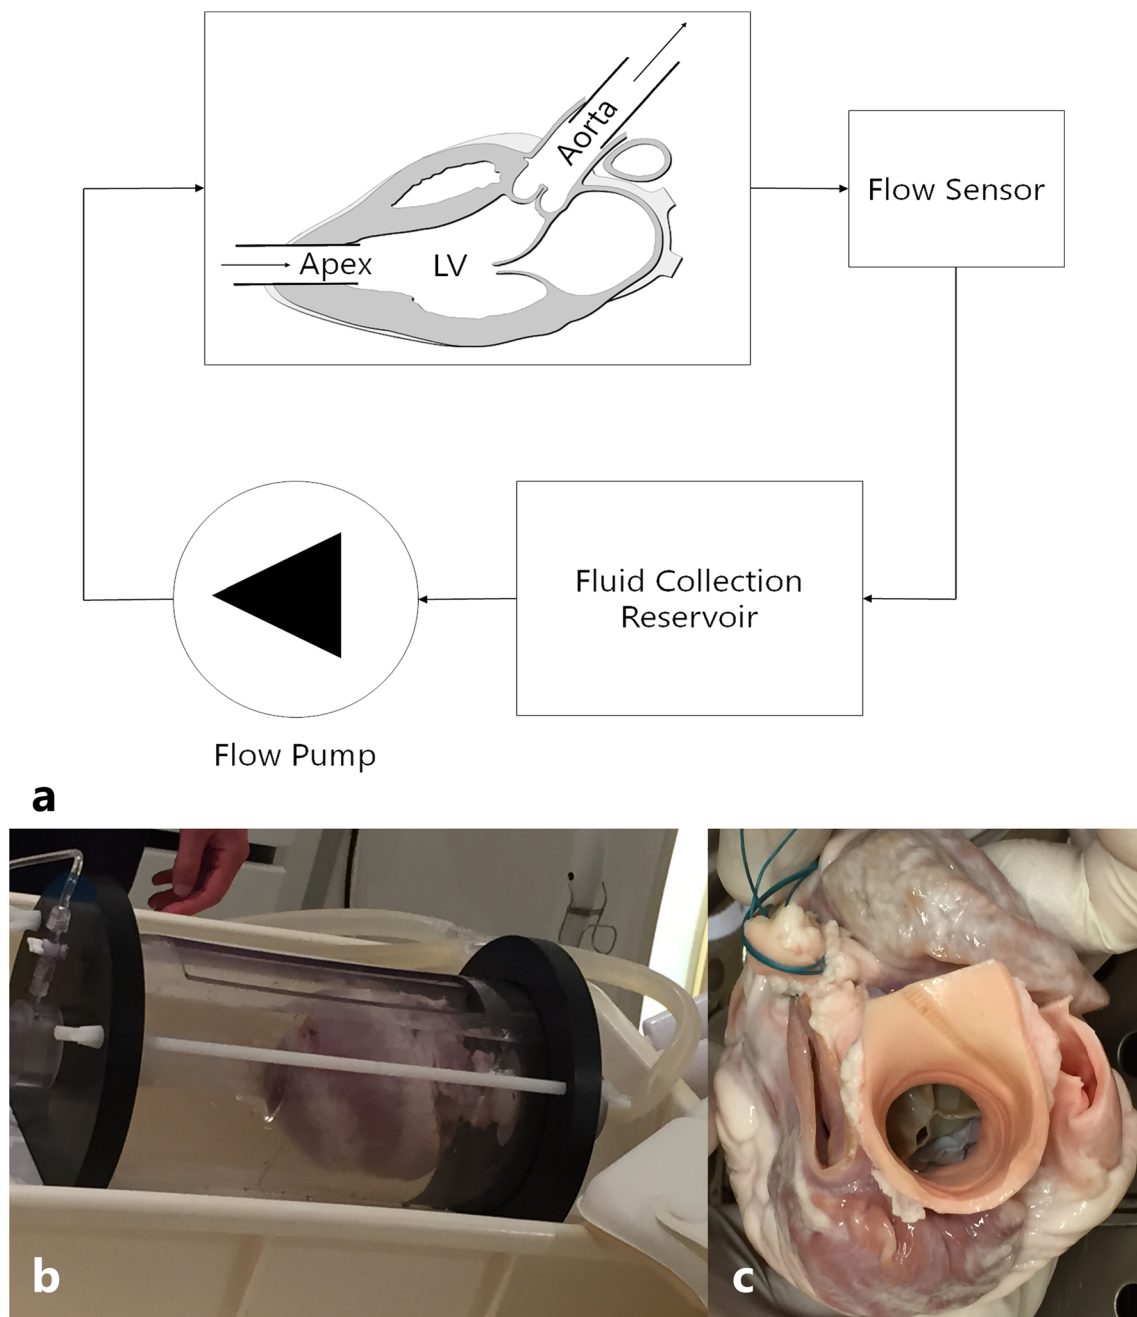 Aorta
Flow Sensor
Apex
LV
Fluid Collection
Reservoir
Flow Pump
a
b
c